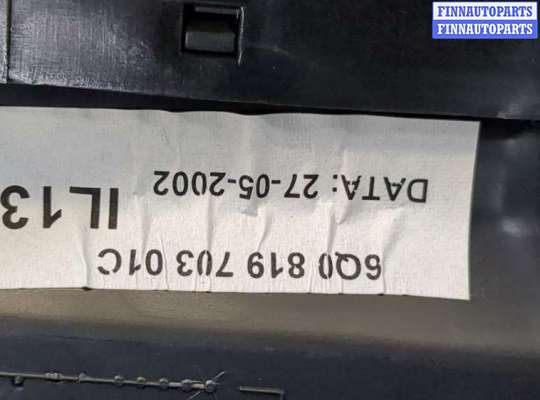 FINNAUTOPARTS
FINNAUTOPARTS
6Q0 819 703 01C
DATA: 27-05-2002
IL13